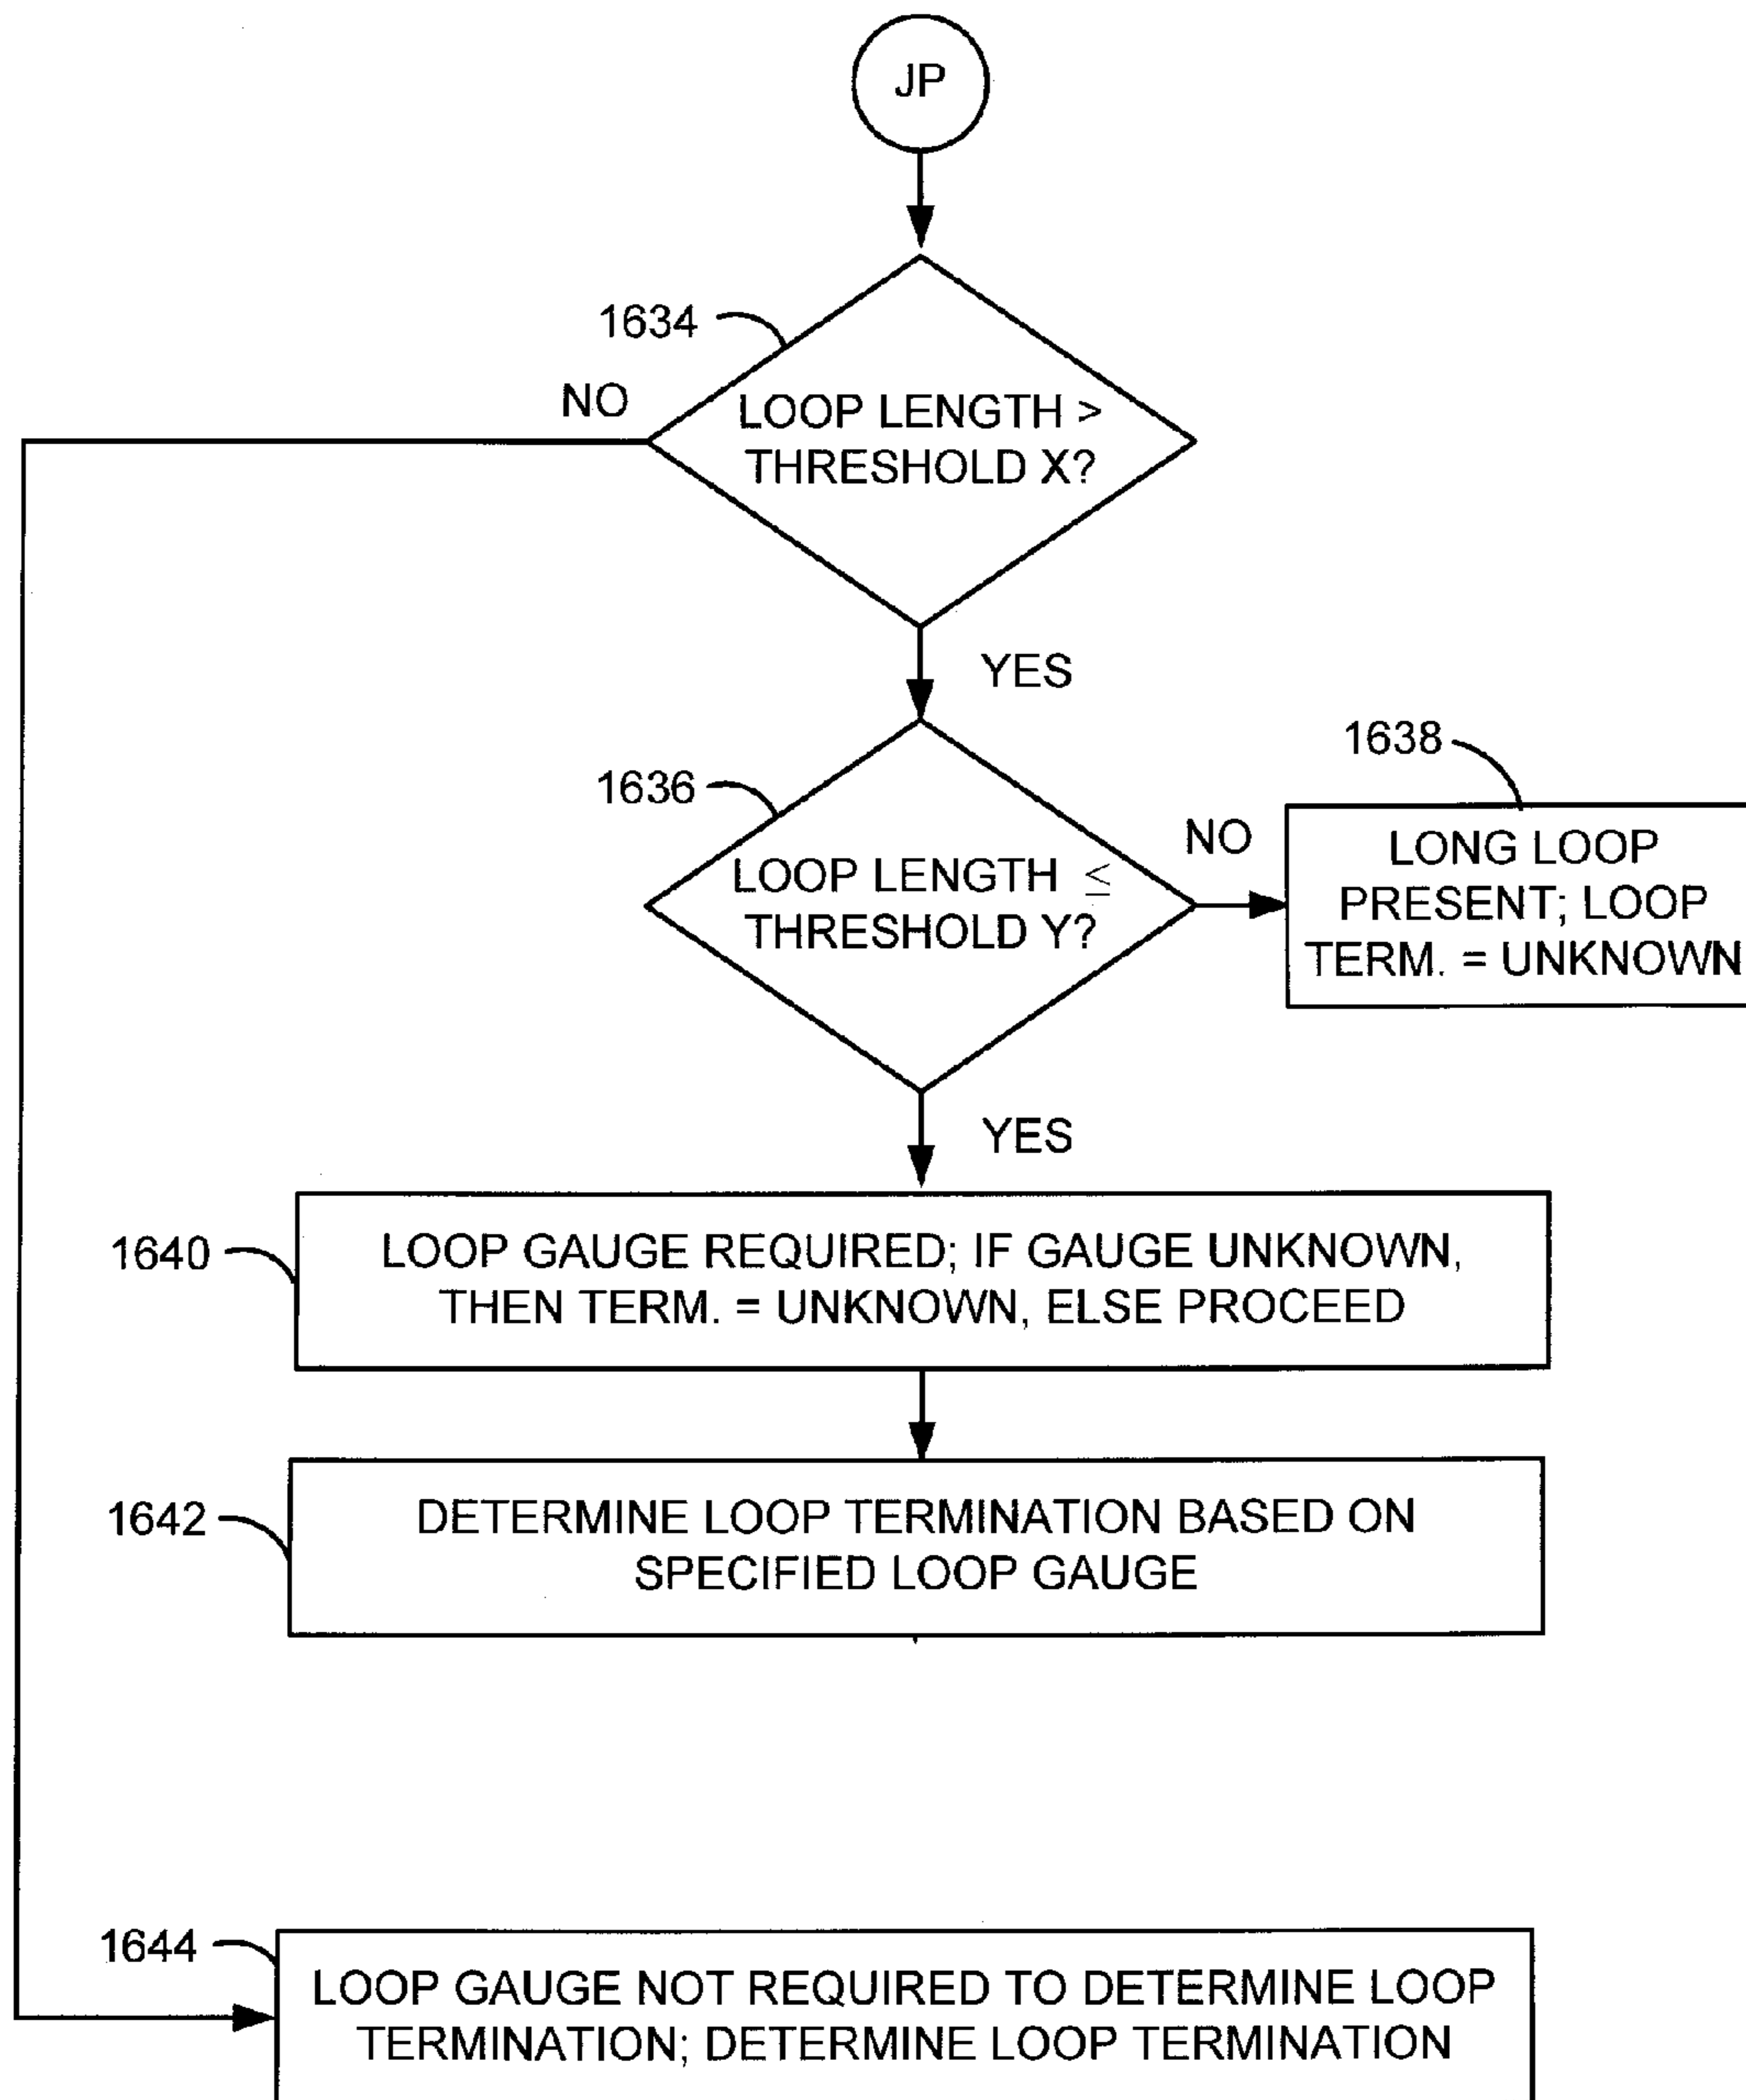 JP
1634
NO
LOOP LENGTH >
THRESHOLD X?
YES
1636
LOOP LENGTH ≤
THRESHOLD Y?
NO
1638
LONG LOOP
PRESENT; LOOP
TERM. = UNKNOWN
YES
1640
LOOP GAUGE REQUIRED; IF GAUGE UNKNOWN,
THEN TERM. = UNKNOWN, ELSE PROCEED
1642
DETERMINE LOOP TERMINATION BASED ON
SPECIFIED LOOP GAUGE
1644
LOOP GAUGE NOT REQUIRED TO DETERMINE LOOP
TERMINATION; DETERMINE LOOP TERMINATION